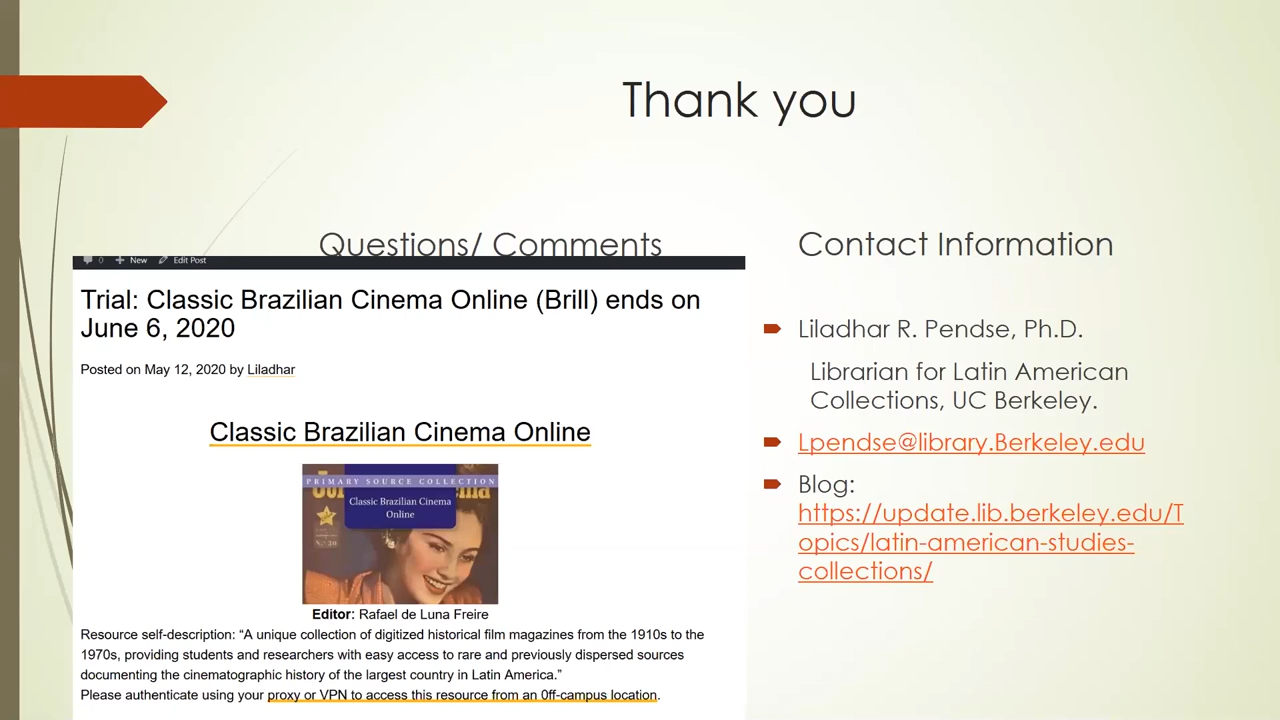 Thank you
Questions/ Comments
0 New Edit Post
Trial: Classic Brazilian Cinema Online (Brill) ends on
June 6, 2020
Posted on May 12, 2020 by Liladhar
Classic Brazilian Cinema Online
PRIMARY SOURCE COLLECTION
Classic Brazilian Cinema
Online
Editor: Rafael de Luna Freire
Resource self-description: “A unique collection of digitized historical film magazines from the 1910s to the
1970s, providing students and researchers with easy access to rare and previously dispersed sources
documenting the cinematographic history of the largest country in Latin America.”
Please authenticate using your proxy or VPN to access this resource from an 0ff-campus location.
Contact Information
Liladhar R. Pendse, Ph.D.
Librarian for Latin American
Collections, UC Berkeley.
Lpendse@library.Berkeley.edu
Blog:
https://update.lib.berkeley.edu/T
opics/latin-american-studies-
collections/